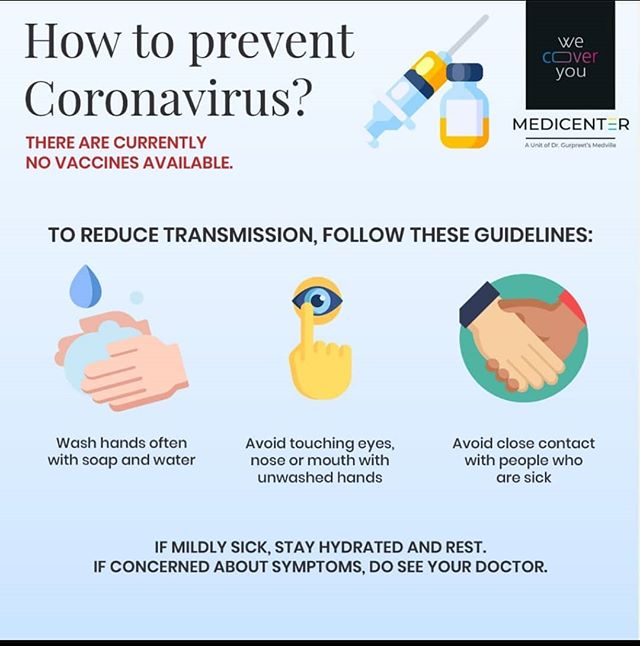 How to prevent
Coronavirus?
THERE ARE CURRENTLY
NO VACCINES AVAILABLE.
we
cover
you
MEDICENTER
A Unit of Dr. Gurpreet's Medville
TO REDUCE TRANSMISSION, FOLLOW THESE GUIDELINES:
Wash hands often
with soap and water
Avoid touching eyes,
nose or mouth with
unwashed hands
Avoid close contact
with people who
are sick
IF MILDLY SICK, STAY HYDRATED AND REST.
IF CONCERNED ABOUT SYMPTOMS, DO SEE YOUR DOCTOR.